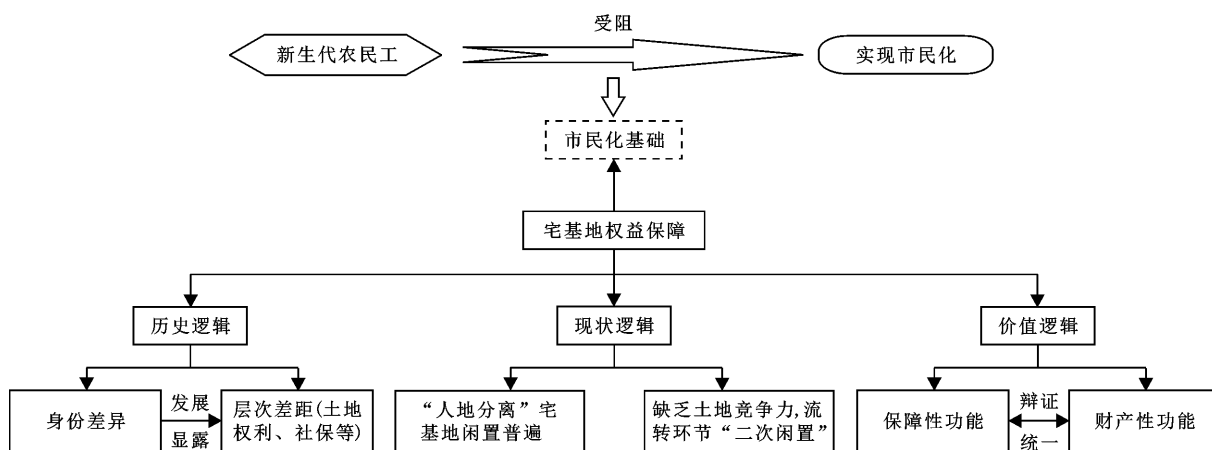 受阻
新生代农民工
实现市民化
市民化基础
宅基地权益保障
历史逻辑
现状逻辑
价值逻辑
身份差异
发展
显露
层次差距(土地
权利、社保等)
“人地分离”宅
基地闲置普遍
缺乏土地竞争力,流
转环节“二次闲置”
保障性功能
辩证
统一
财产性功能